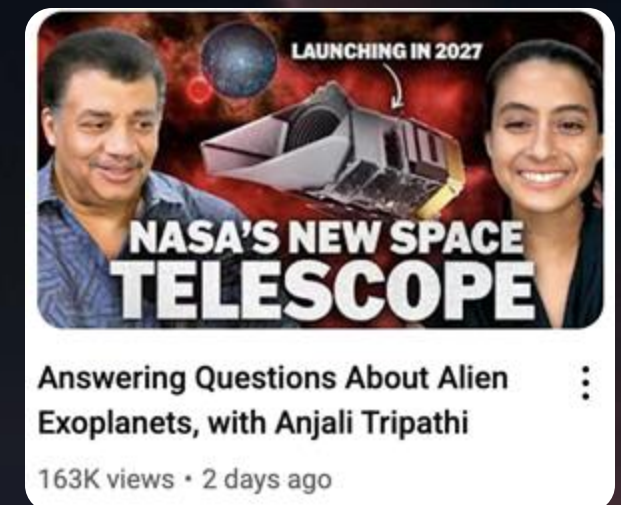 LAUNCHING IN 2027
NASA'S NEW SPACE
TELESCOPE
Answering Questions About Alien
Exoplanets, with Anjali Tripathi
163K views • 2 days ago